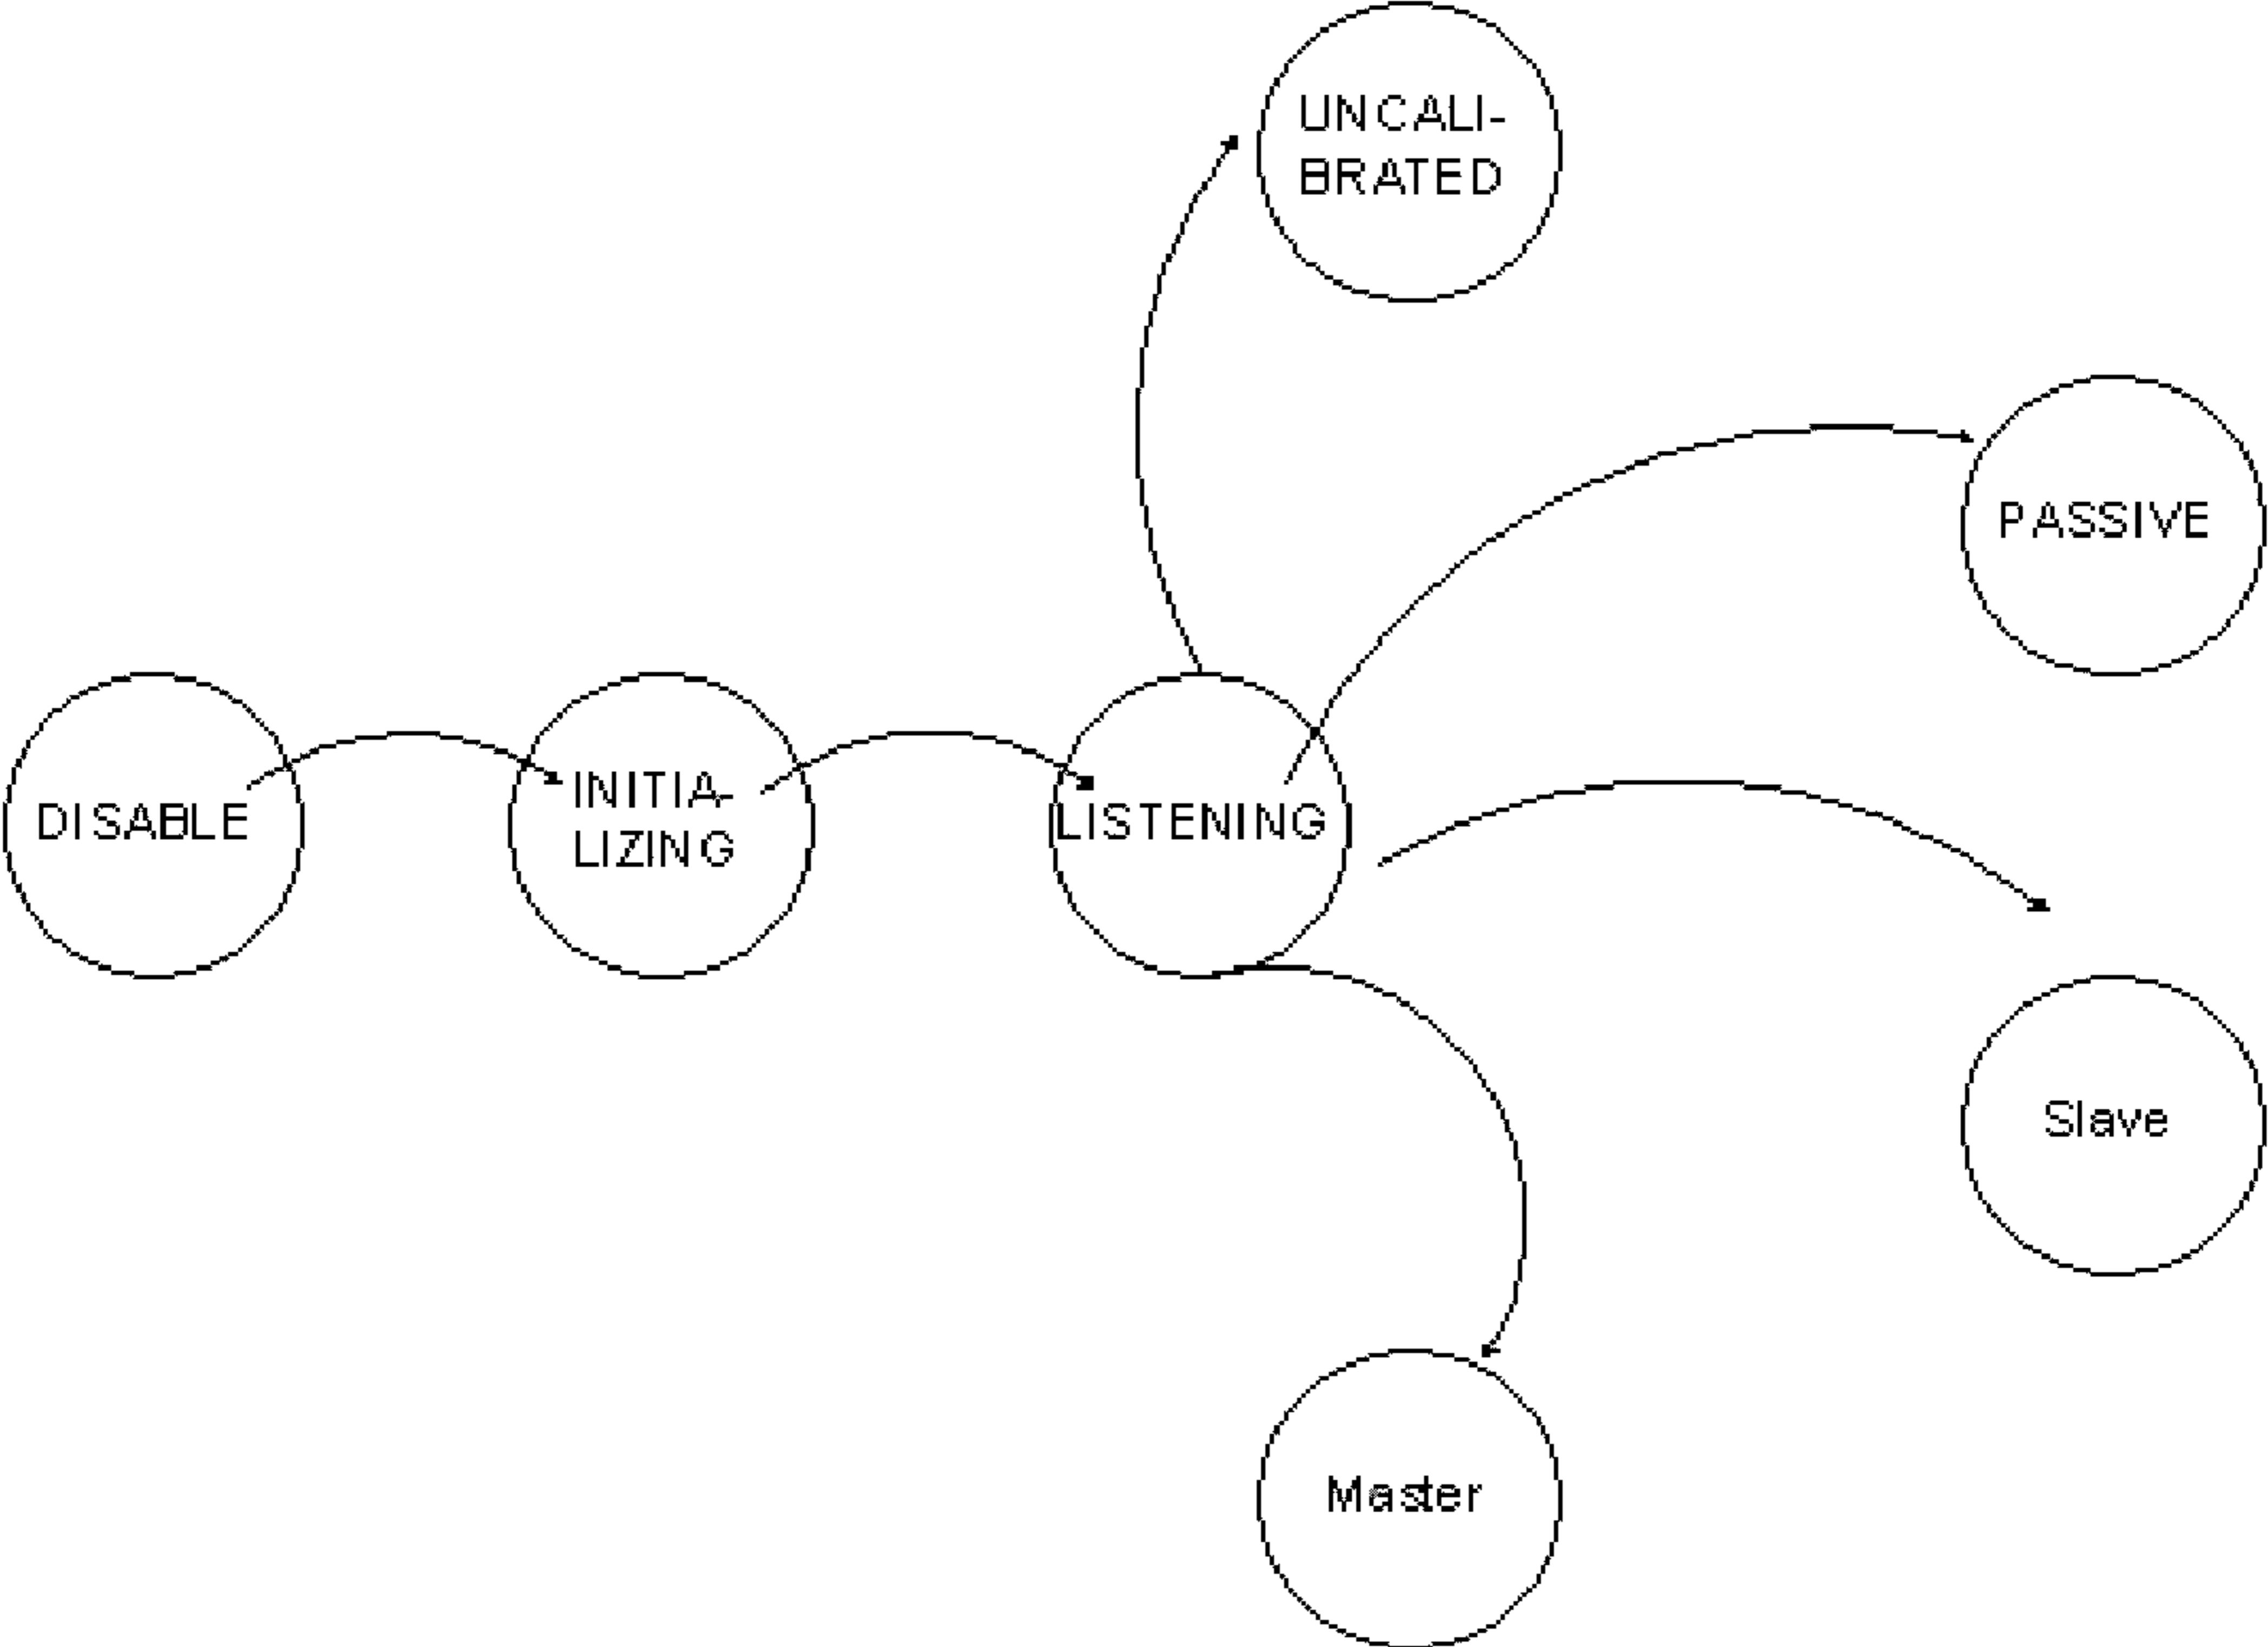 UNCALI-
BRATED
PASSIVE
DISABLE
INITIA-
LIZING
LISTENING
Slave
Master